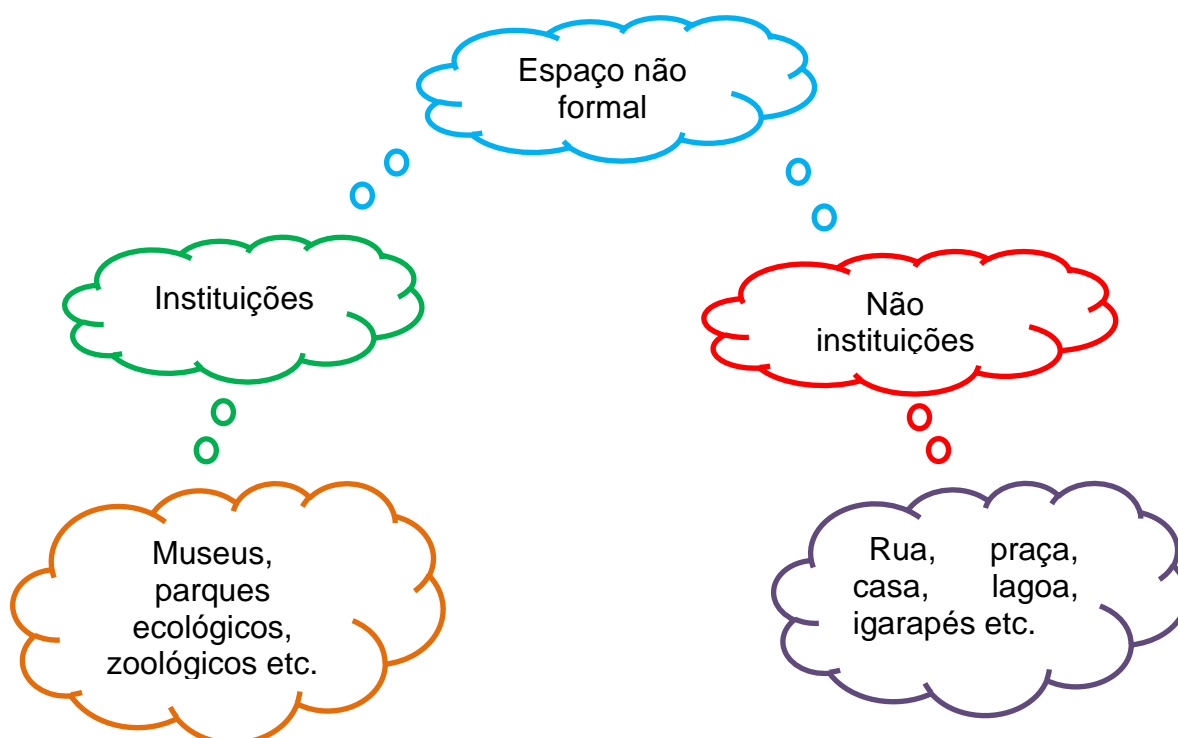 Espaço não
formal
Instituições
Não
instituições
Museus,
parques
ecológicos,
zoológicos etc.
Rua, praça,
casa, lagoa,
igarapés etc.